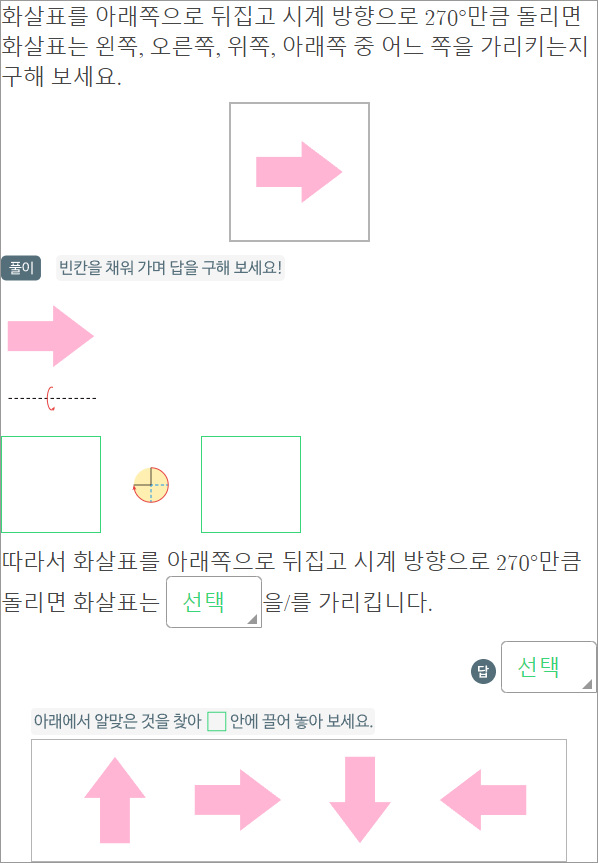 화살표를 아래쪽으로 뒤집고 시계 방향으로 270°만큼 돌리면
화살표는 왼쪽, 오른쪽, 위쪽, 아래쪽 중 어느 쪽을 가리키는지
구해 보세요.
풀이 빈칸을 채워 가며 답을 구해 보세요!
따라서 화살표를 아래쪽으로 뒤집고 시계 방향으로 270°만큼
돌리면 화살표는 선택 을/를 가리킵니다.
답 선택
아래에서 알맞은 것을 찾아 안에 끌어 놓아 보세요.